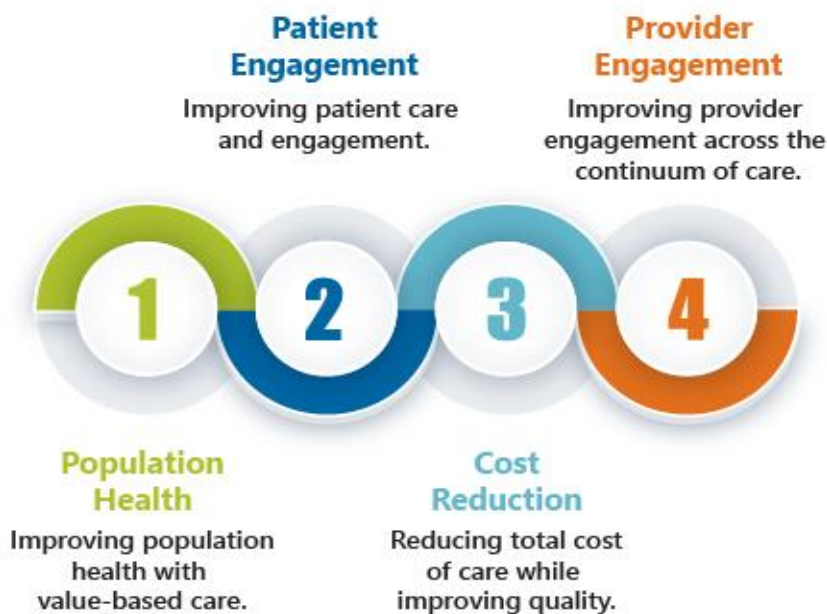 Patient
Engagement
Improving patient care
and engagement.
Provider
Engagement
Improving provider
engagement across the
continuum of care.
1
2
3
4
Population
Health
Improving population
health with
value-based care.
Cost
Reduction
Reducing total cost
of care while
improving quality.